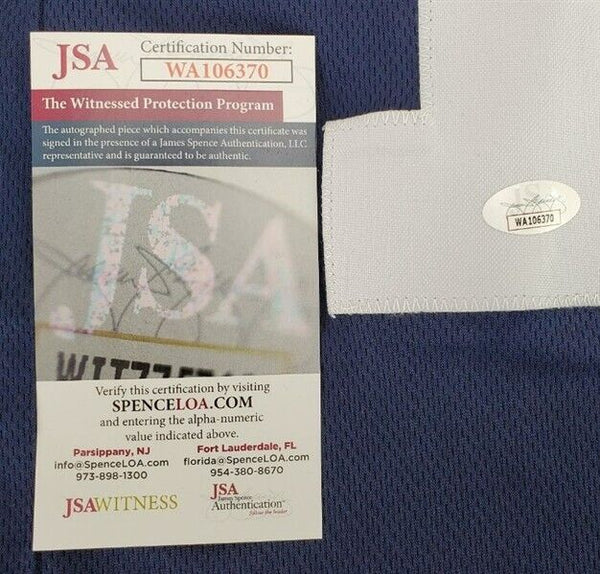 JSA
Certification Number:
WA106370
The Witnessed Protection Program
The autographed piece which accompanies this certificate was
signed in the presence of a James Spence Authentication, LLC
representative and is guaranteed to be authentic.
JSA
Verify this certification by visiting
SPENCELOA.COM
and entering the alpha-numeric
value indicated above.
Parsippany, NJ
info@SpenceLOA.com
973-898-1300
Fort Lauderdale, FL
florida@SpenceLOA.com
954-380-8670
JSAWITNESS
JSA
James Spence
Authentication
follow the leader
WA106370